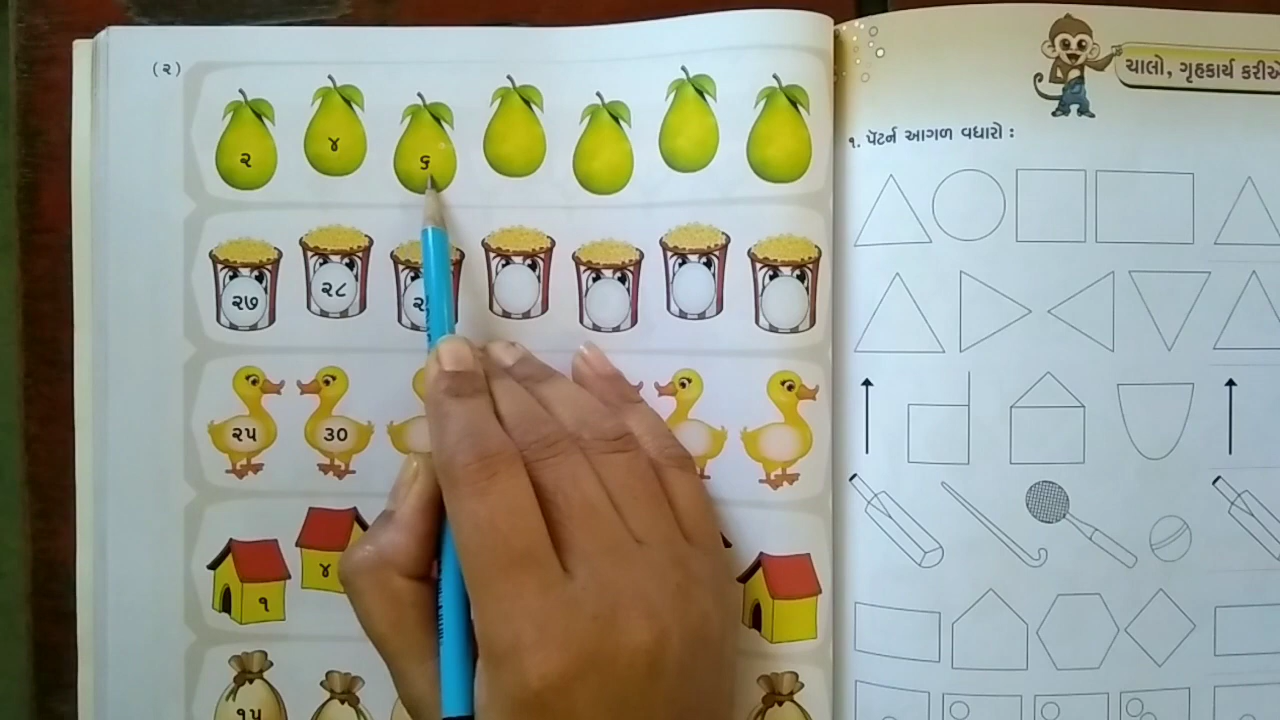 (૨)
૨ ૪ ૬
૨૭ ૨૮
૨૫ ૩૦
૧ ૪
૧૫
ચાલો, ગૃહકાર્ય કરીએ
૧. પૅટર્ન આગળ વધારો :